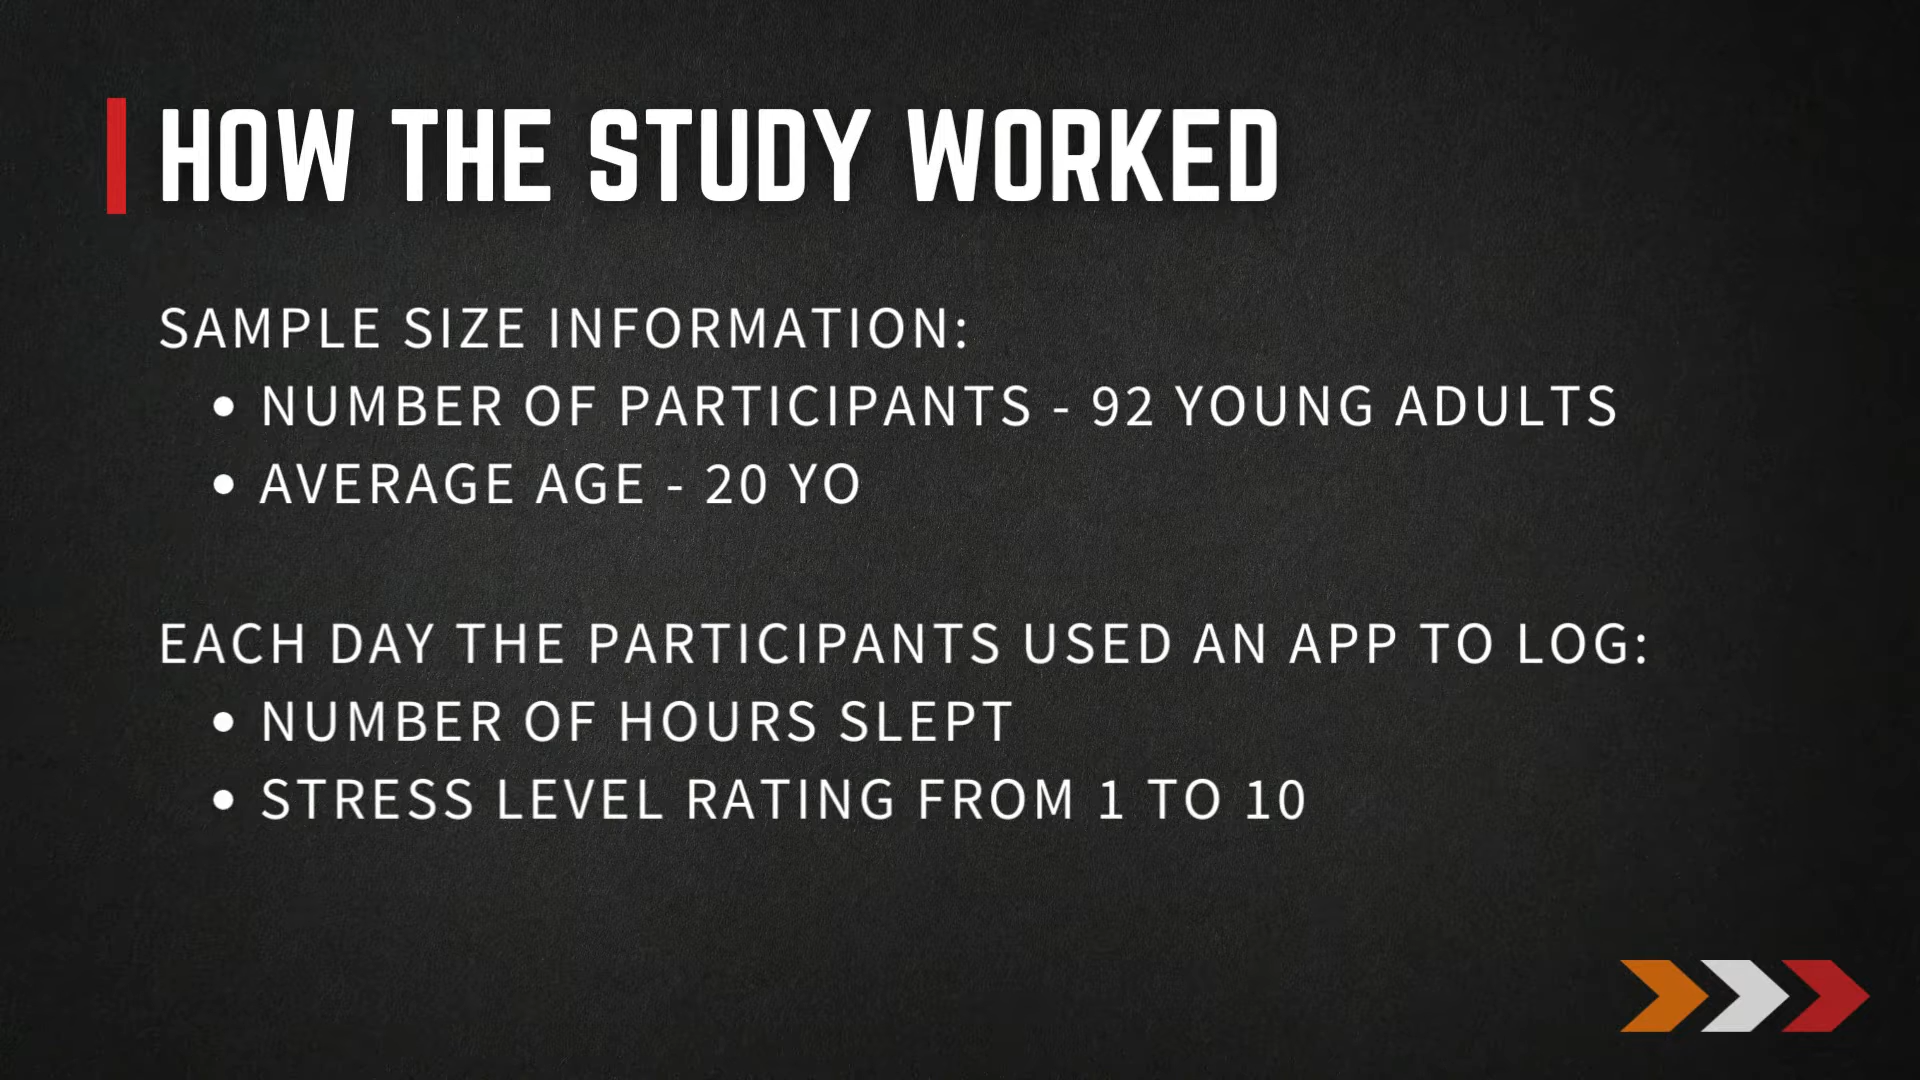 HOW THE STUDY WORKED
SAMPLE SIZE INFORMATION:
• NUMBER OF PARTICIPANTS - 92 YOUNG ADULTS
• AVERAGE AGE - 20 YO
EACH DAY THE PARTICIPANTS USED AN APP TO LOG:
• NUMBER OF HOURS SLEPT
• STRESS LEVEL RATING FROM 1 TO 10